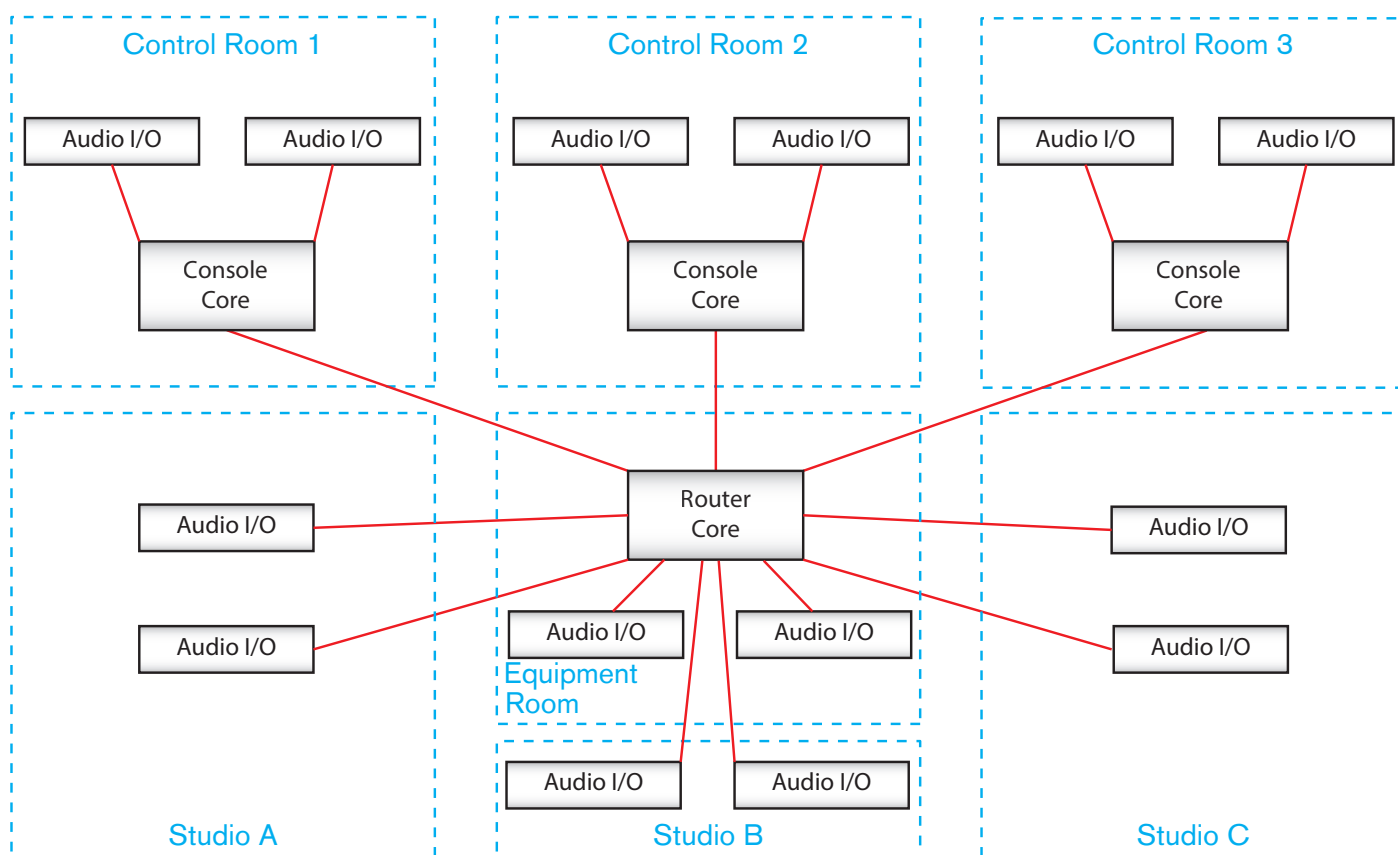 Control Room 1
Control Room 2
Control Room 3
Audio I/O
Audio I/O
Audio I/O
Audio I/O
Audio I/O
Audio I/O
Console
Core
Console
Core
Console
Core
Router
Core
Audio I/O
Audio I/O
Audio I/O
Audio I/O
Audio I/O
Audio I/O
Equipment
Room
Audio I/O
Audio I/O
Studio A
Studio B
Studio C